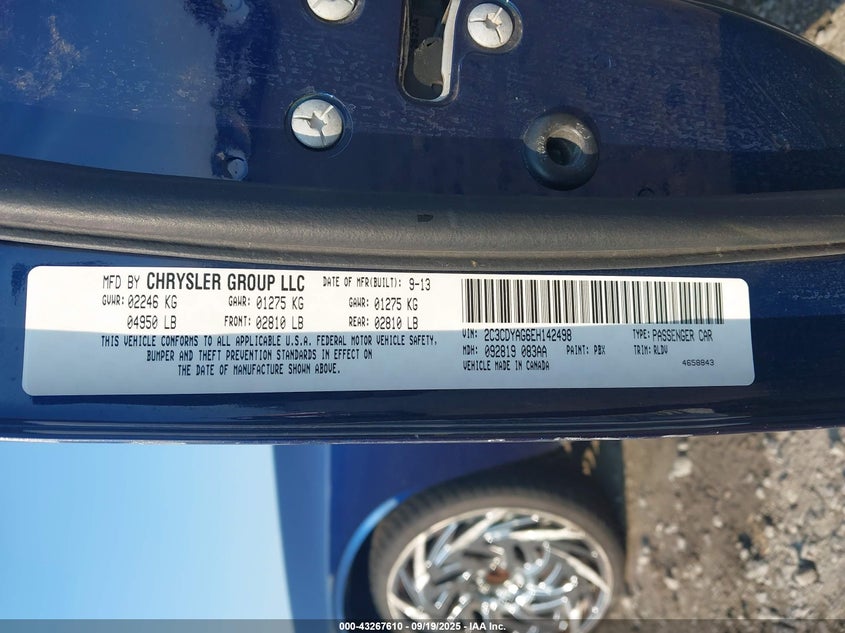 MFD BY CHRYSLER GROUP LLC DATE OF MFR(BUILT): 9-13
GVWR: 02246 KG GAWR: 01275 KG GAWR: 01275 KG
04950 LB FRONT: 02810 LB REAR: 02810 LB
THIS VEHICLE CONFORMS TO ALL APPLICABLE U.S.A. FEDERAL MOTOR VEHICLE SAFETY,
BUMPER AND THEFT PREVENTION STANDARDS IN EFFECT ON
THE DATE OF MANUFACTURE SHOWN ABOVE.
VIN: 2C3CDYAG6EH142498 TYPE: PASSENGER CAR
MDH: 092819 083AA PAINT: PBX TRIM: RLDV
VEHICLE MADE IN CANADA 4658843
000-43267610 - 09/19/2025 - IAA Inc.